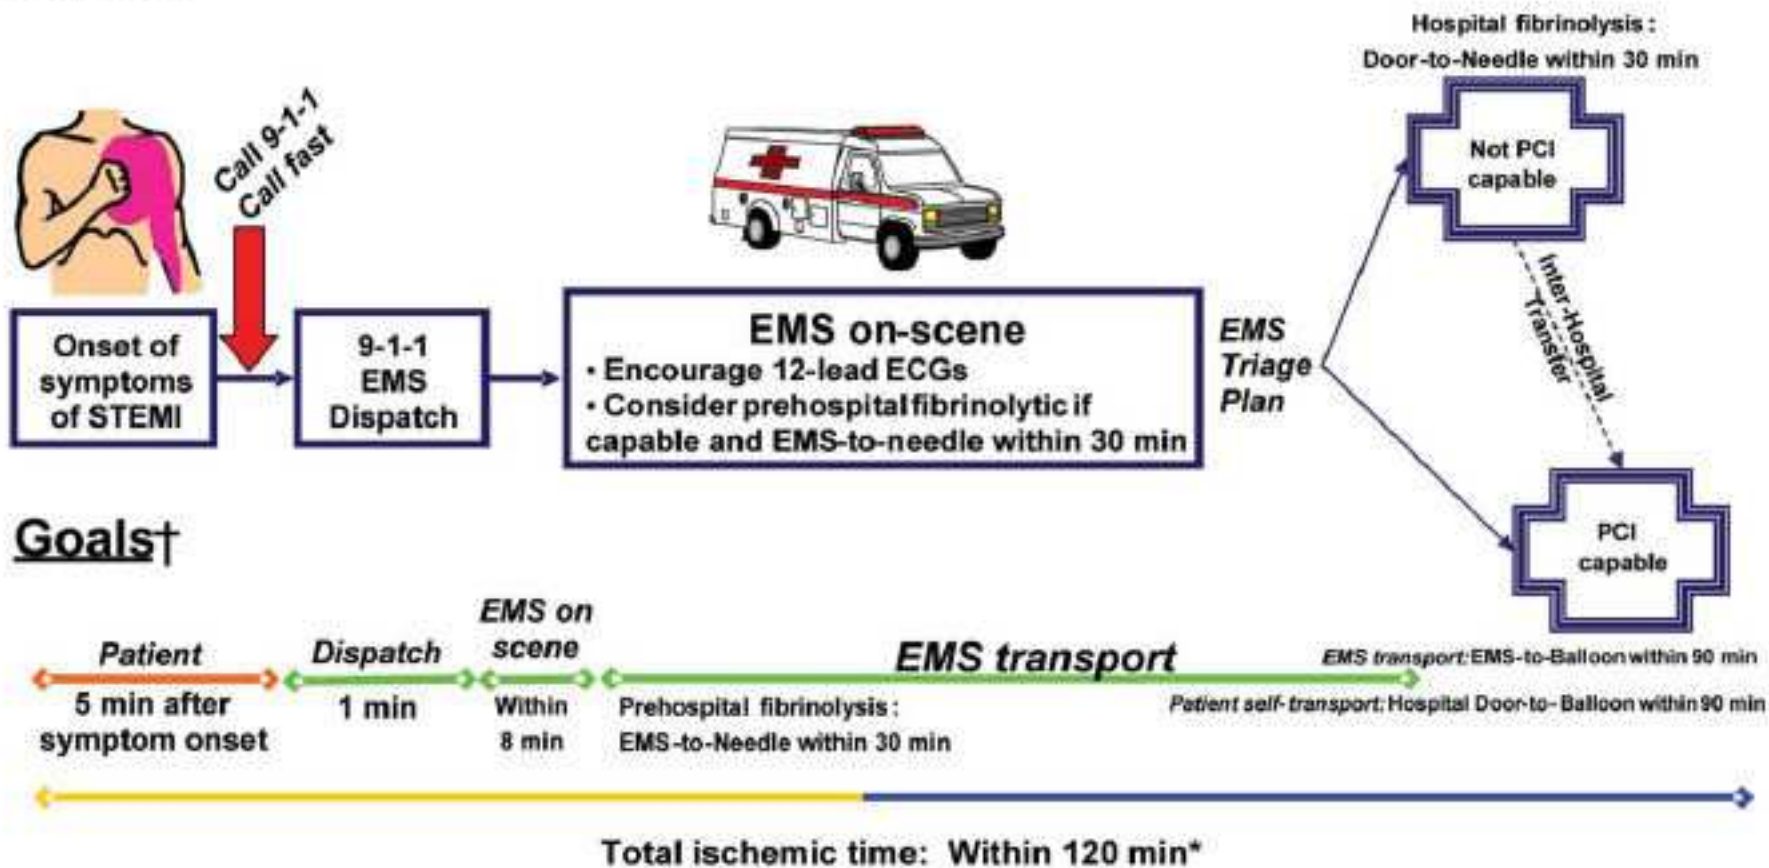 Hospital fibrinolysis:
Door-to-Needle within 30 min
Not PCI
capable
Call 9-1-1
Call fast
Onset of
symptoms
of STEMI
9-1-1
EMS
Dispatch
EMS on-scene
• Encourage 12-lead ECGs
• Consider prehospital fibrinolytic if
capable and EMS-to-needle within 30 min
EMS
Triage
Plan
Inter-Hospital
Transfer
PCI
capable
Goals†
Patient
5 min after
symptom onset
Dispatch
1 min
EMS on
scene
Within
8 min
EMS transport
Prehospital fibrinolysis:
EMS-to-Needle within 30 min
EMS transport: EMS-to-Balloon within 90 min
Patient self-transport: Hospital Door-to-Balloon within 90 min
Total ischemic time: Within 120 min*